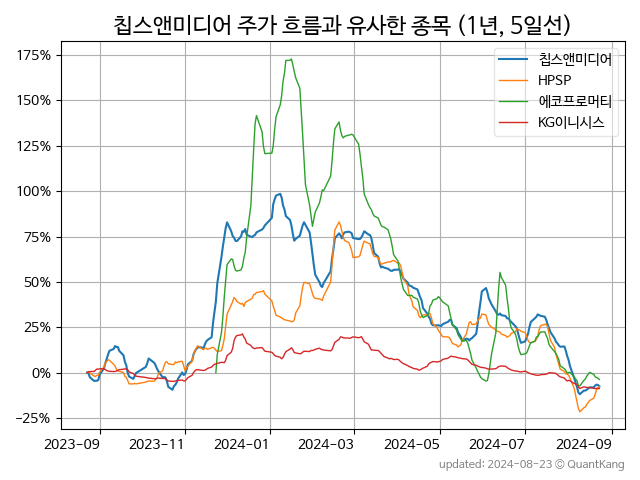 칩스앤미디어 주가 흐름과 유사한 종목 (1년, 5일선)
칩스앤미디어
HPSP
에코프로머티
KG이니시스
175%
150%
125%
100%
75%
50%
25%
0%
−25%
2023-09 2023-11 2024-01 2024-03 2024-05 2024-07 2024-09
updated: 2024-08-23 © QuantKang